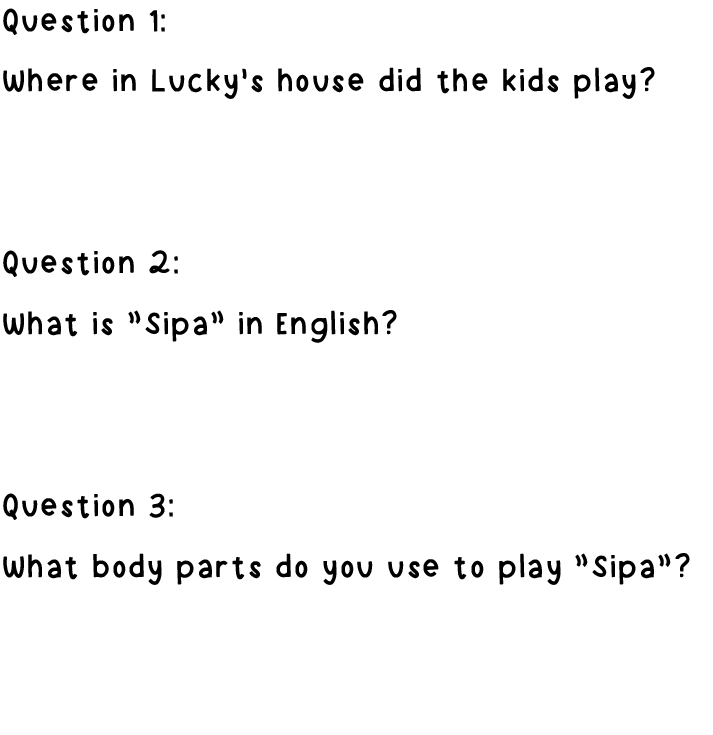 Question 1:
Where in Lucky's house did the kids play?
Question 2:
What is "Sipa" in English?
Question 3:
What body parts do you use to play "Sipa"?